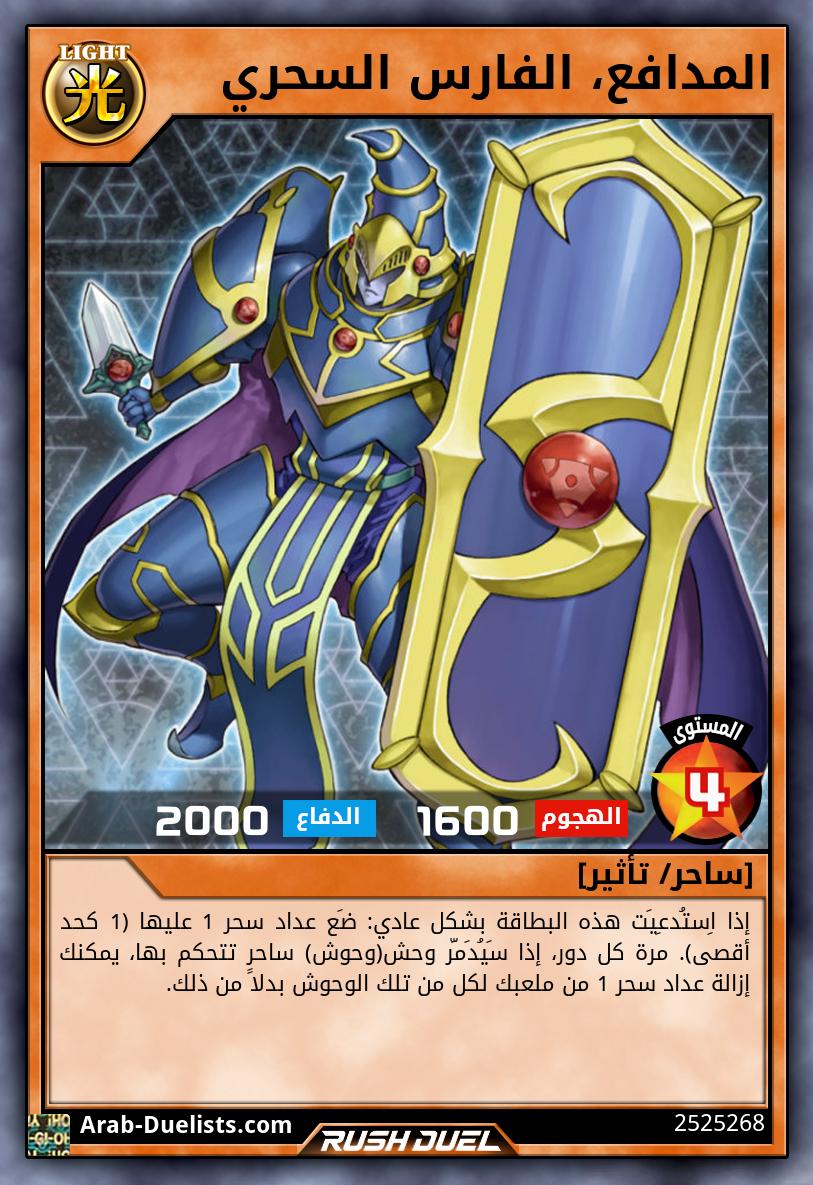 LIGHT
光
المدافع، الفارس السحري
المستوى
4
الهجوم 1600 الدفاع 2000
[ساحر/ تأثير]
إذا اِستُدعِيَت هذه البطاقة بشكل عادي: ضَع عداد سحر 1 عليها (1 كحد
أقصى). مَرة كل دور، إذا سَيُدَمَّر وحش(وحوش) ساحرٍ تتحكم بها، يمكنك
إزالة عداد سحر 1 من ملعبك لكل من تلك الوحوش بدلاً من ذلك.
Arab-Duelists.com
RUSH DUEL
2525268